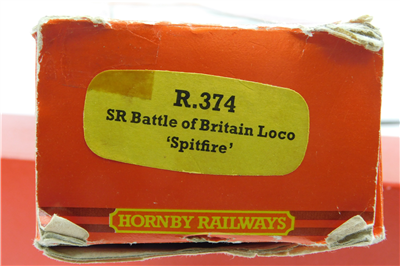 R.374
SR Battle of Britain Loco
‘Spitfire’
HORNBY RAILWAYS